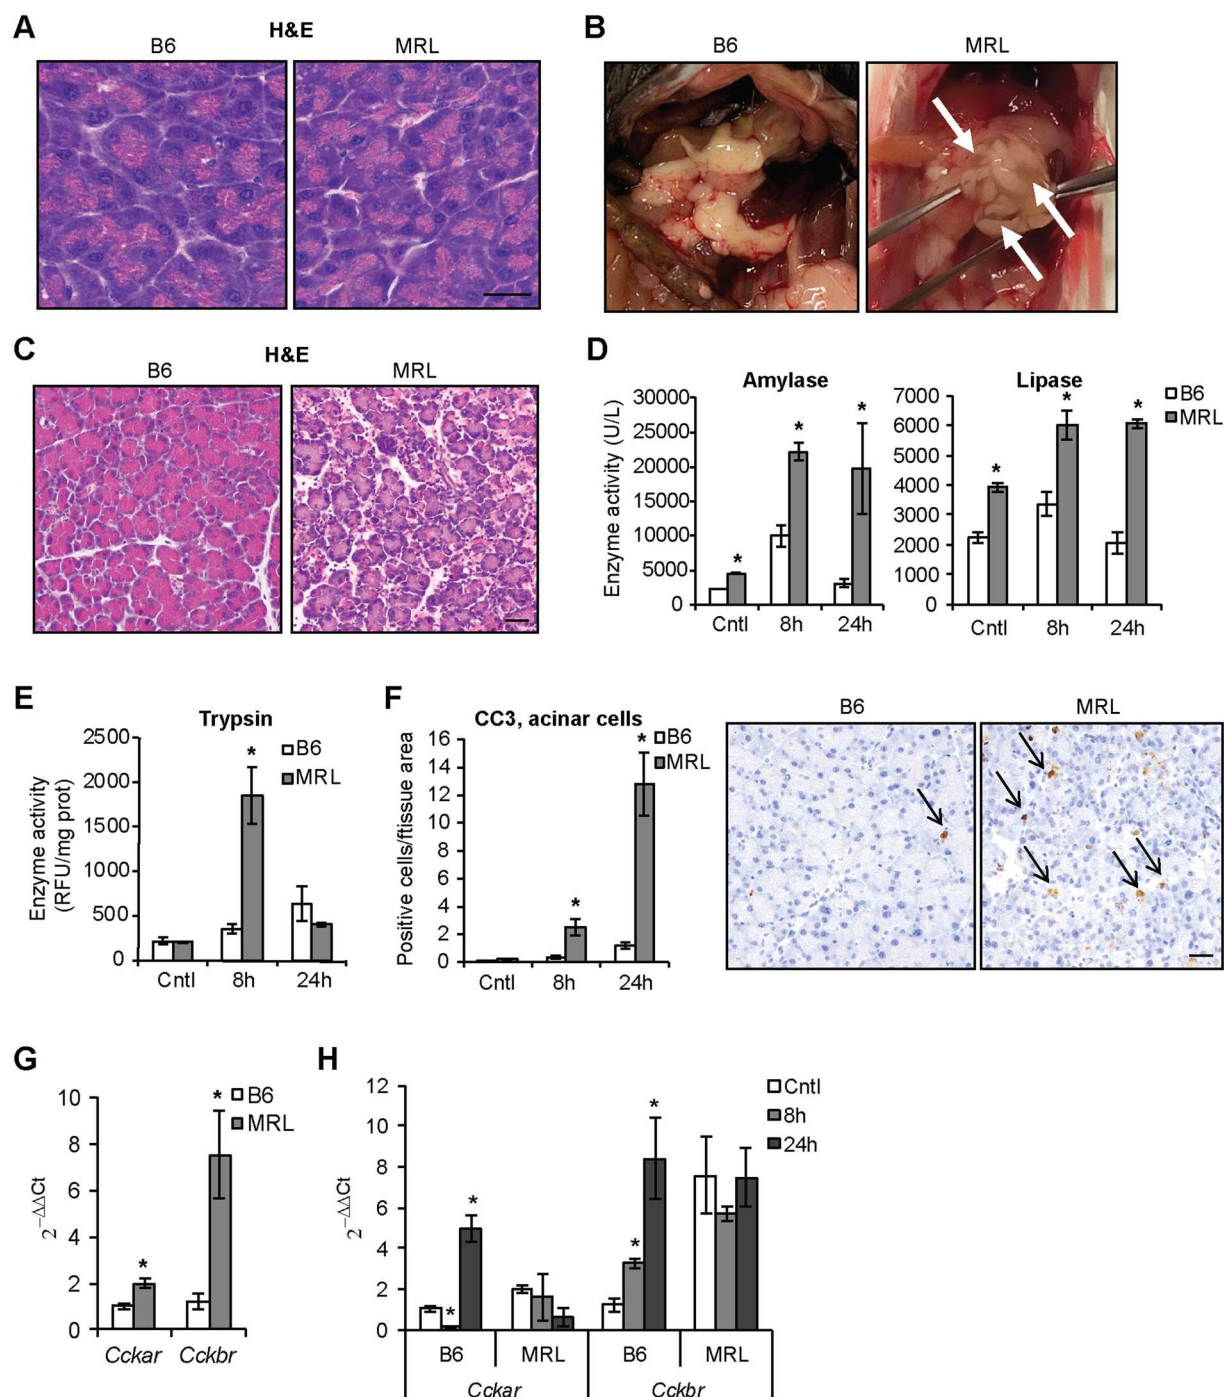 A
H&E
B6
MRL
B
B6
MRL
C
H&E
B6
MRL
D
Amylase
Enzyme activity (U/L)
30000
25000
20000
15000
10000
5000
0
*
*
*
Cntl
8h
24h
Lipase
7000
6000
5000
4000
3000
2000
1000
0
*
*
*
Cntl
8h
24h
B6
MRL
E
Trypsin
Enzyme activity
(RFU/mg prot)
2500
2000
1500
1000
500
0
*
B6
MRL
Cntl
8h
24h
F
CC3, acinar cells
Positive cells/ftissue area
16
14
12
10
8
6
4
2
0
*
*
B6
MRL
Cntl
8h
24h
B6
MRL
G
2−ΔΔCt
10
8
6
4
2
0
*
*
B6
MRL
Cckar
Cckbr
H
2−ΔΔCt
12
10
8
6
4
2
0
*
*
*
*
Cntl
8h
24h
B6
MRL
B6
MRL
Cckar
Cckbr